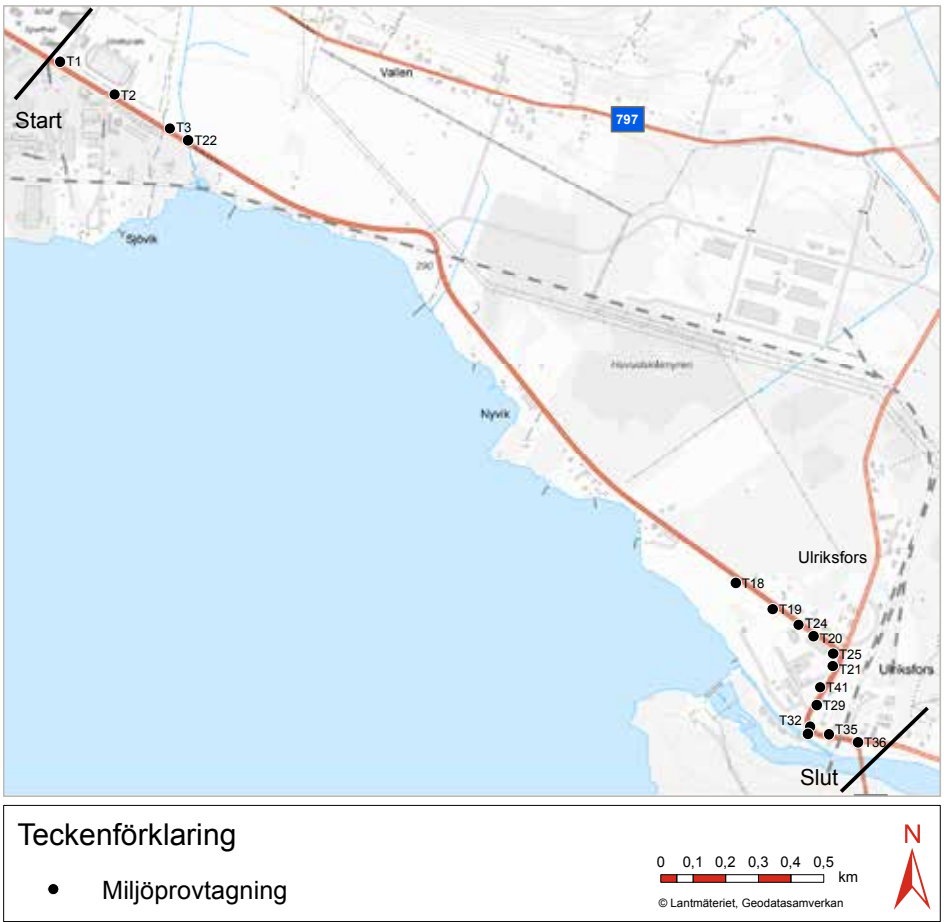 T1
T2
Start
T3
T22
Vallen
797
Sjövik
290
Nyvik
Ulriksfors
T18
T19
T24
T20
T25
T21
Ulriksfors
T41
T29
T32
T35
T36
Slut
Teckenförklaring
Miljöprovtagning
0 0,1 0,2 0,3 0,4 0,5
km
© Lantmäteriet, Geodatasamverkan
N